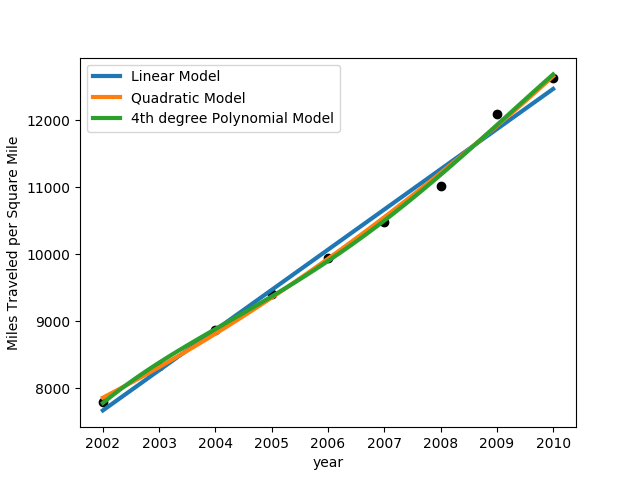 Linear Model
Quadratic Model
4th degree Polynomial Model
Miles Traveled per Square Mile
12000
11000
10000
9000
8000
2002 2003 2004 2005 2006 2007 2008 2009 2010
year